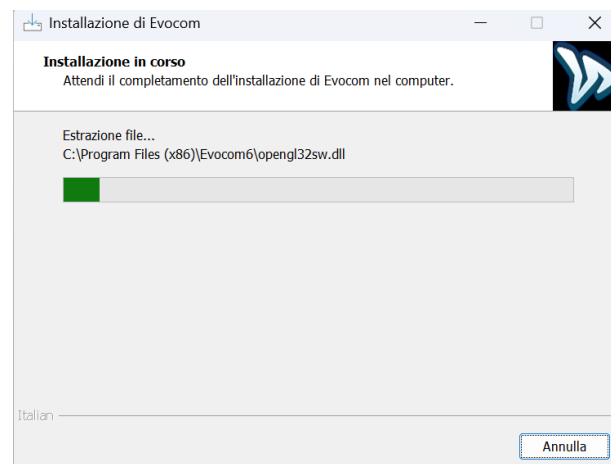 Installazione di Evocom
Installazione in corso
Attendi il completamento dell'installazione di Evocom nel computer.
Estrazione file...
C:\Program Files (x86)\Evocom6\opengl32sw.dll
Italian
Annulla